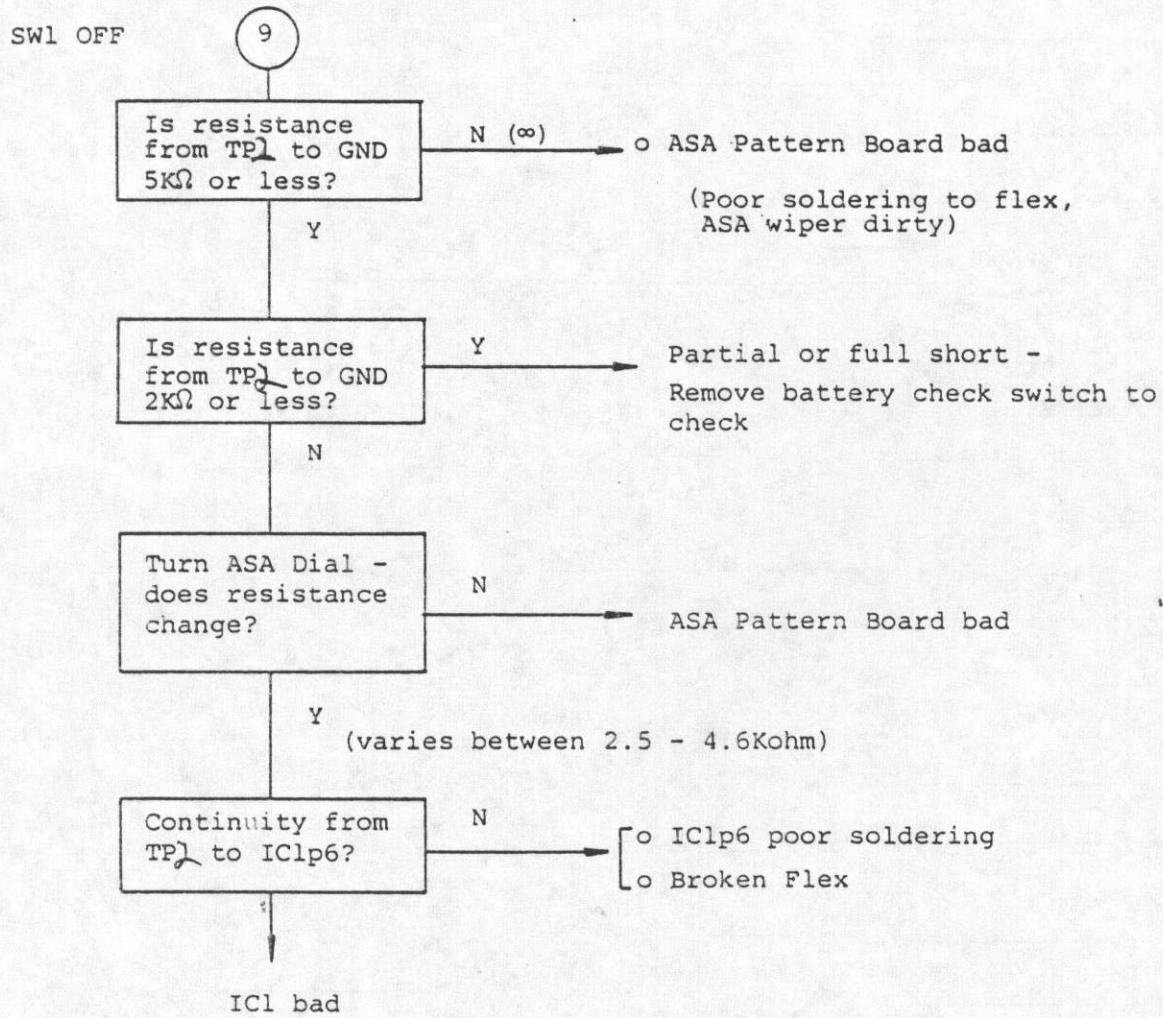 SW1 OFF
9
Is resistance
from TP2 to GND
5KΩ or less?
N (∞)
o ASA Pattern Board bad
(Poor soldering to flex,
ASA wiper dirty)
Y
Is resistance
from TP2 to GND
2KΩ or less?
Y
Partial or full short -
Remove battery check switch to
check
N
Turn ASA Dial -
does resistance
change?
N
ASA Pattern Board bad
Y
(varies between 2.5 - 4.6Kohm)
Continuity from
TP2 to IC1p6?
N
o IC1p6 poor soldering
o Broken Flex
IC1 bad